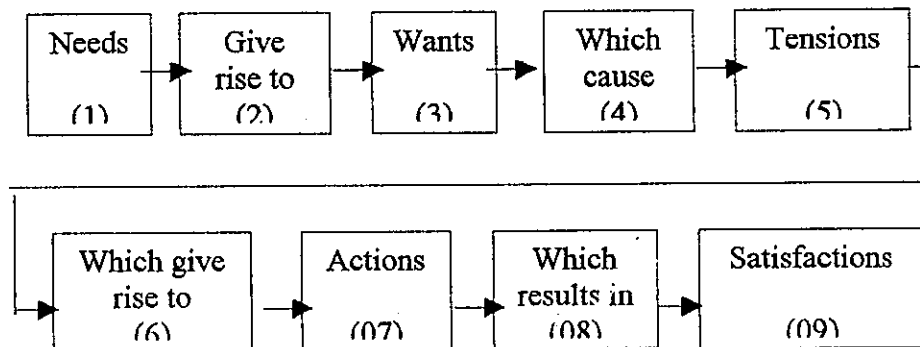 Needs
(1)
Give
rise to
(2)
Wants
(3)
Which
cause
(4)
Tensions
(5)
Which give
rise to
(6)
Actions
(07)
Which
results in
(08)
Satisfactions
(09)